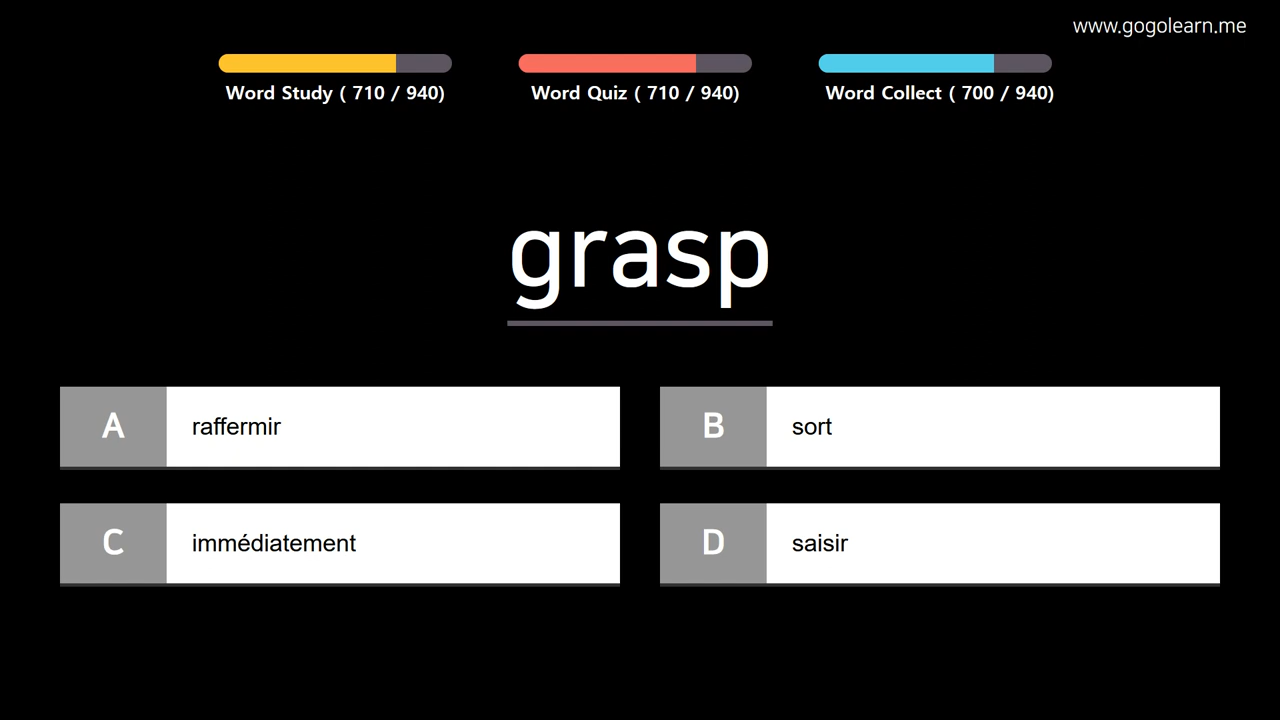 www.gogolearn.me
Word Study ( 710 / 940)
Word Quiz ( 710 / 940)
Word Collect ( 700 / 940)
grasp
A raffermir
B sort
C immédiatement
D saisir